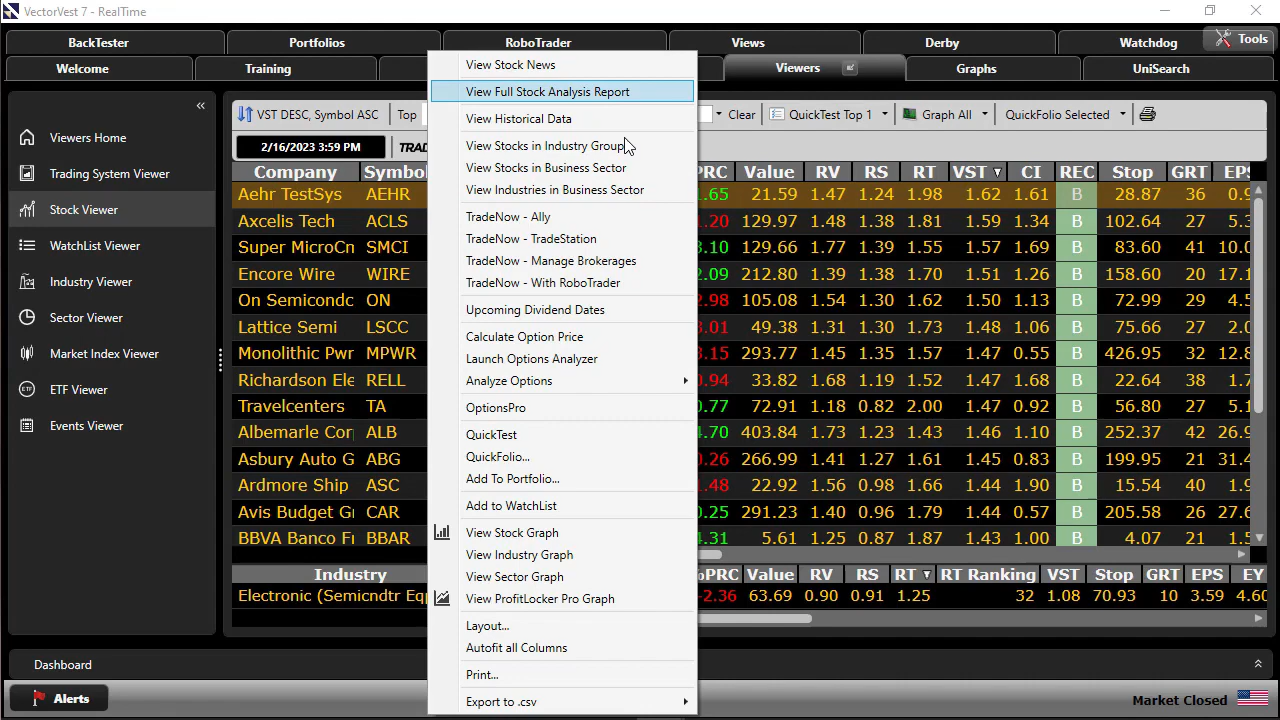 VectorVest 7 - RealTime
BackTester Portfolios RoboTrader Views Derby Watchdog Tools
Welcome Training Viewers Graphs UniSearch
VST DESC, Symbol ASC Top Clear QuickTest Top 1 Graph All QuickFolio Selected
2/16/2023 3:59 PM
Viewers Home
Trading System Viewer
Stock Viewer
WatchList Viewer
Industry Viewer
Sector Viewer
Market Index Viewer
ETF Viewer
Events Viewer
View Stock News
View Full Stock Analysis Report
View Historical Data
View Stocks in Industry Group
View Stocks in Business Sector
View Industries in Business Sector
TradeNow - Ally
TradeNow - TradeStation
TradeNow - Manage Brokerages
TradeNow - With RoboTrader
Upcoming Dividend Dates
Calculate Option Price
Launch Options Analyzer
Analyze Options
OptionsPro
QuickTest
QuickFolio...
Add To Portfolio...
Add to WatchList
View Stock Graph
View Industry Graph
View Sector Graph
View ProfitLocker Pro Graph
Layout...
Autofit all Columns
Print...
Export to .csv
Company Symbol Value RV RS RT VST CI REC Stop GRT EPS
Aehr TestSys AEHR 21.59 1.47 1.24 1.98 1.62 1.61 B 28.87 36
Axcelis Tech ACLS 129.97 1.48 1.38 1.81 1.59 1.34 B 102.64 27
Super MicroCn SMCI 129.66 1.77 1.39 1.55 1.57 1.69 B 83.60 41
Encore Wire WIRE 212.80 1.39 1.38 1.70 1.51 1.26 B 158.60 20
On Semiconduc ON 105.08 1.54 1.30 1.62 1.50 1.13 B 72.99 29
Lattice Semi LSCC 49.38 1.31 1.30 1.73 1.48 1.06 B 75.66 27
Monolithic Pwr MPWR 293.77 1.45 1.35 1.57 1.47 0.55 B 426.95 32
Richardson Ele RELL 33.82 1.68 1.19 1.52 1.47 1.64 B 22.64 38
Travelcenters TA 72.91 1.18 0.82 2.00 1.47 0.92 B 56.80 27
Albemarle Corp ALB 403.84 1.73 1.23 1.43 1.46 1.10 B 252.37 42
Asbury Auto G ABG 266.99 1.41 1.27 1.61 1.45 0.83 B 199.95 21
Ardmore Ship ASC 22.92 1.56 0.98 1.66 1.44 1.90 B 15.54 40
Avis Budget Gr CAR 291.23 1.40 0.96 1.74 1.44 0.57 B 205.58 26
BBVA Banco Fr BBAR 5.61 1.25 0.87 1.87 1.43 1.00 B 4.07 21
Industry Value RV RS RT RT Ranking VST Stop GRT EPS EY
Electronic (Semicndtr Eq -2.36 63.69 0.90 0.91 1.25 32 1.08 70.93 10 3.59 4.60
Dashboard
Alerts Market Closed